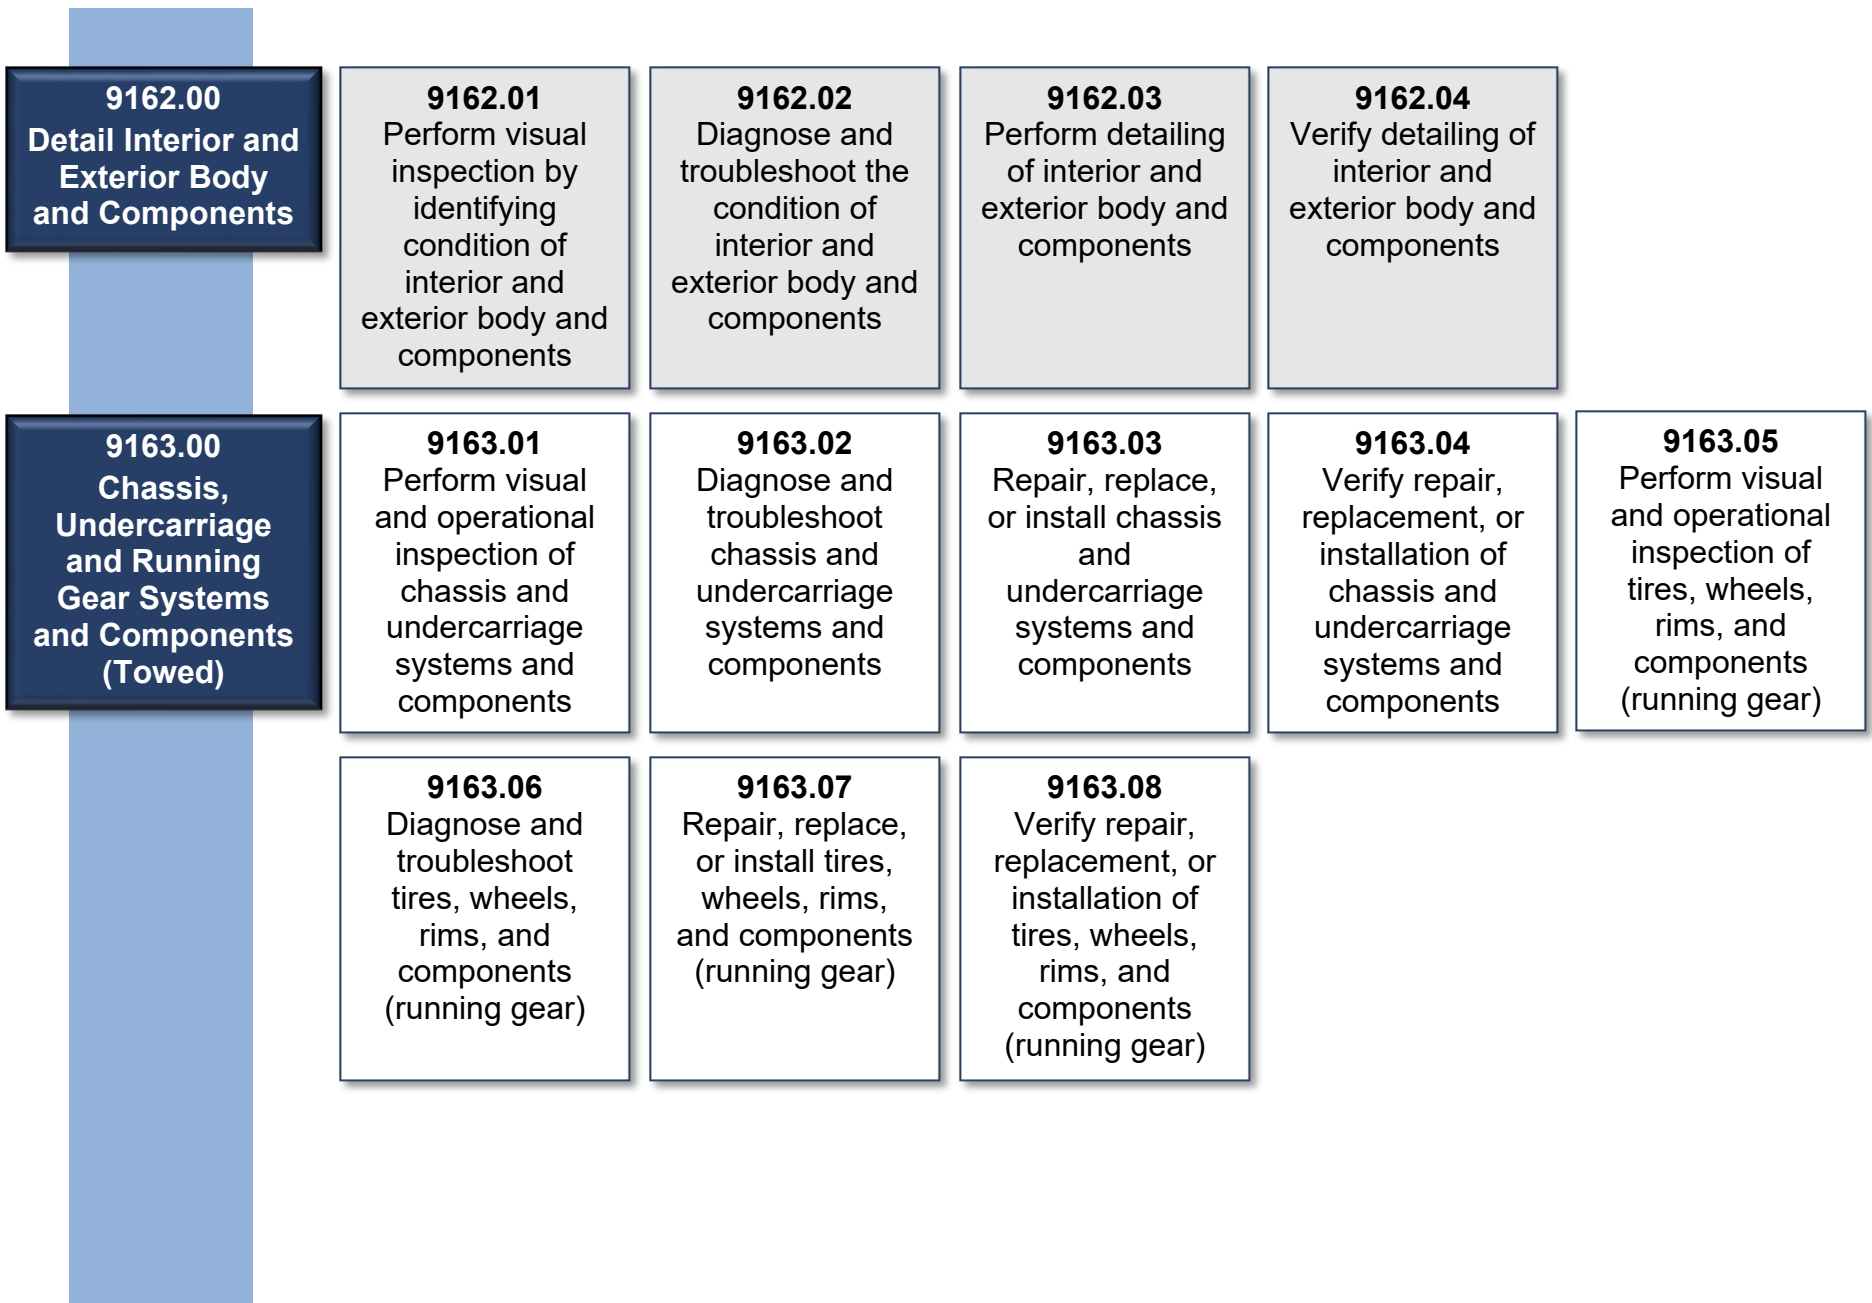 9162.00
Detail Interior and
Exterior Body
and Components
9162.01
Perform visual
inspection by
identifying
condition of
interior and
exterior body and
components
9162.02
Diagnose and
troubleshoot the
condition of
interior and
exterior body and
components
9162.03
Perform detailing
of interior and
exterior body and
components
9162.04
Verify detailing of
interior and
exterior body and
components
9163.00
Chassis,
Undercarriage
and Running
Gear Systems
and Components
(Towed)
9163.01
Perform visual
and operational
inspection of
chassis and
undercarriage
systems and
components
9163.02
Diagnose and
troubleshoot
chassis and
undercarriage
systems and
components
9163.03
Repair, replace,
or install chassis
and
undercarriage
systems and
components
9163.04
Verify repair,
replacement, or
installation of
chassis and
undercarriage
systems and
components
9163.05
Perform visual
and operational
inspection of
tires, wheels,
rims, and
components
(running gear)
9163.06
Diagnose and
troubleshoot
tires, wheels,
rims, and
components
(running gear)
9163.07
Repair, replace,
or install tires,
wheels, rims,
and components
(running gear)
9163.08
Verify repair,
replacement, or
installation of
tires, wheels,
rims, and
components
(running gear)